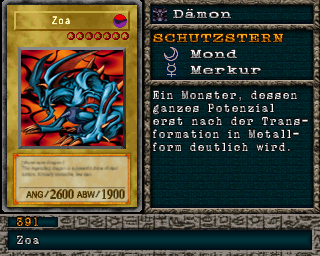 Zoa
ANG/2600 ABW/1900
Dämon
SCHUTZSTERN
Mond
Merkur
Ein Monster, dessen
ganzes Potenzial
erst nach der Trans-
formation in Metall-
form deutlich wird.
391
Zoa